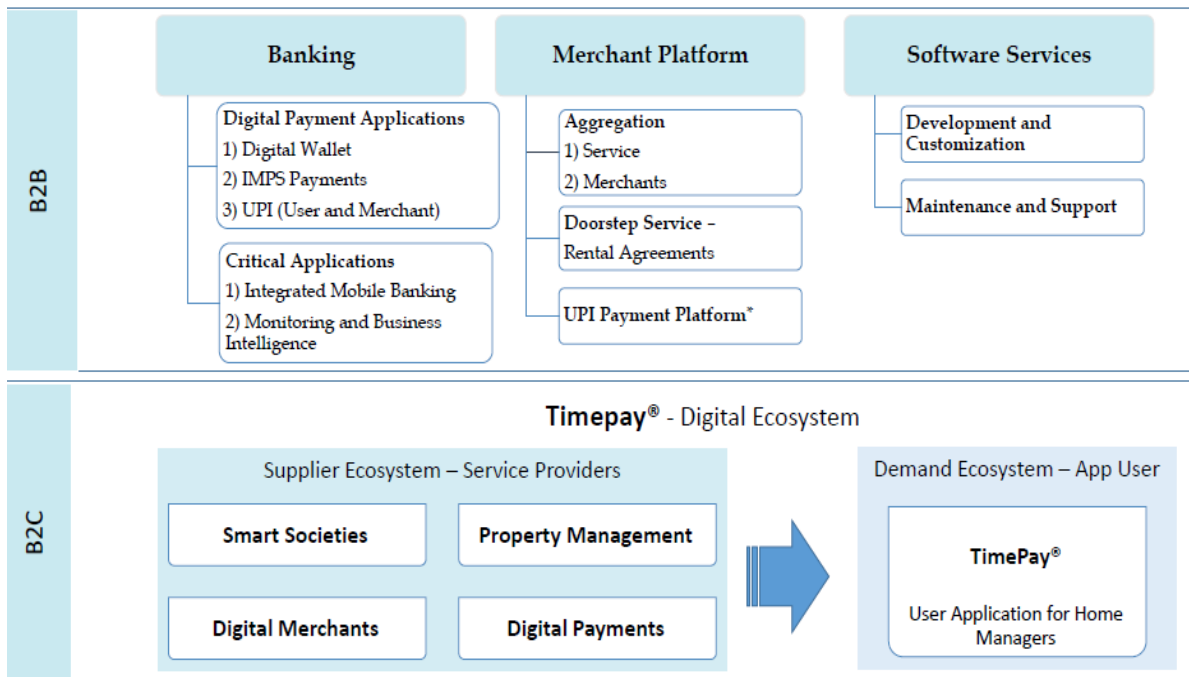 B2B
Banking
Digital Payment Applications
1) Digital Wallet
2) IMPS Payments
3) UPI (User and Merchant)
Critical Applications
1) Integrated Mobile Banking
2) Monitoring and Business
Intelligence
Merchant Platform
Aggregation
1) Service
2) Merchants
Doorstep Service –
Rental Agreements
UPI Payment Platform*
Software Services
Development and
Customization
Maintenance and Support
B2C
Timepay® - Digital Ecosystem
Supplier Ecosystem – Service Providers
Smart Societies
Property Management
Digital Merchants
Digital Payments
Demand Ecosystem – App User
TimePay®
User Application for Home
Managers